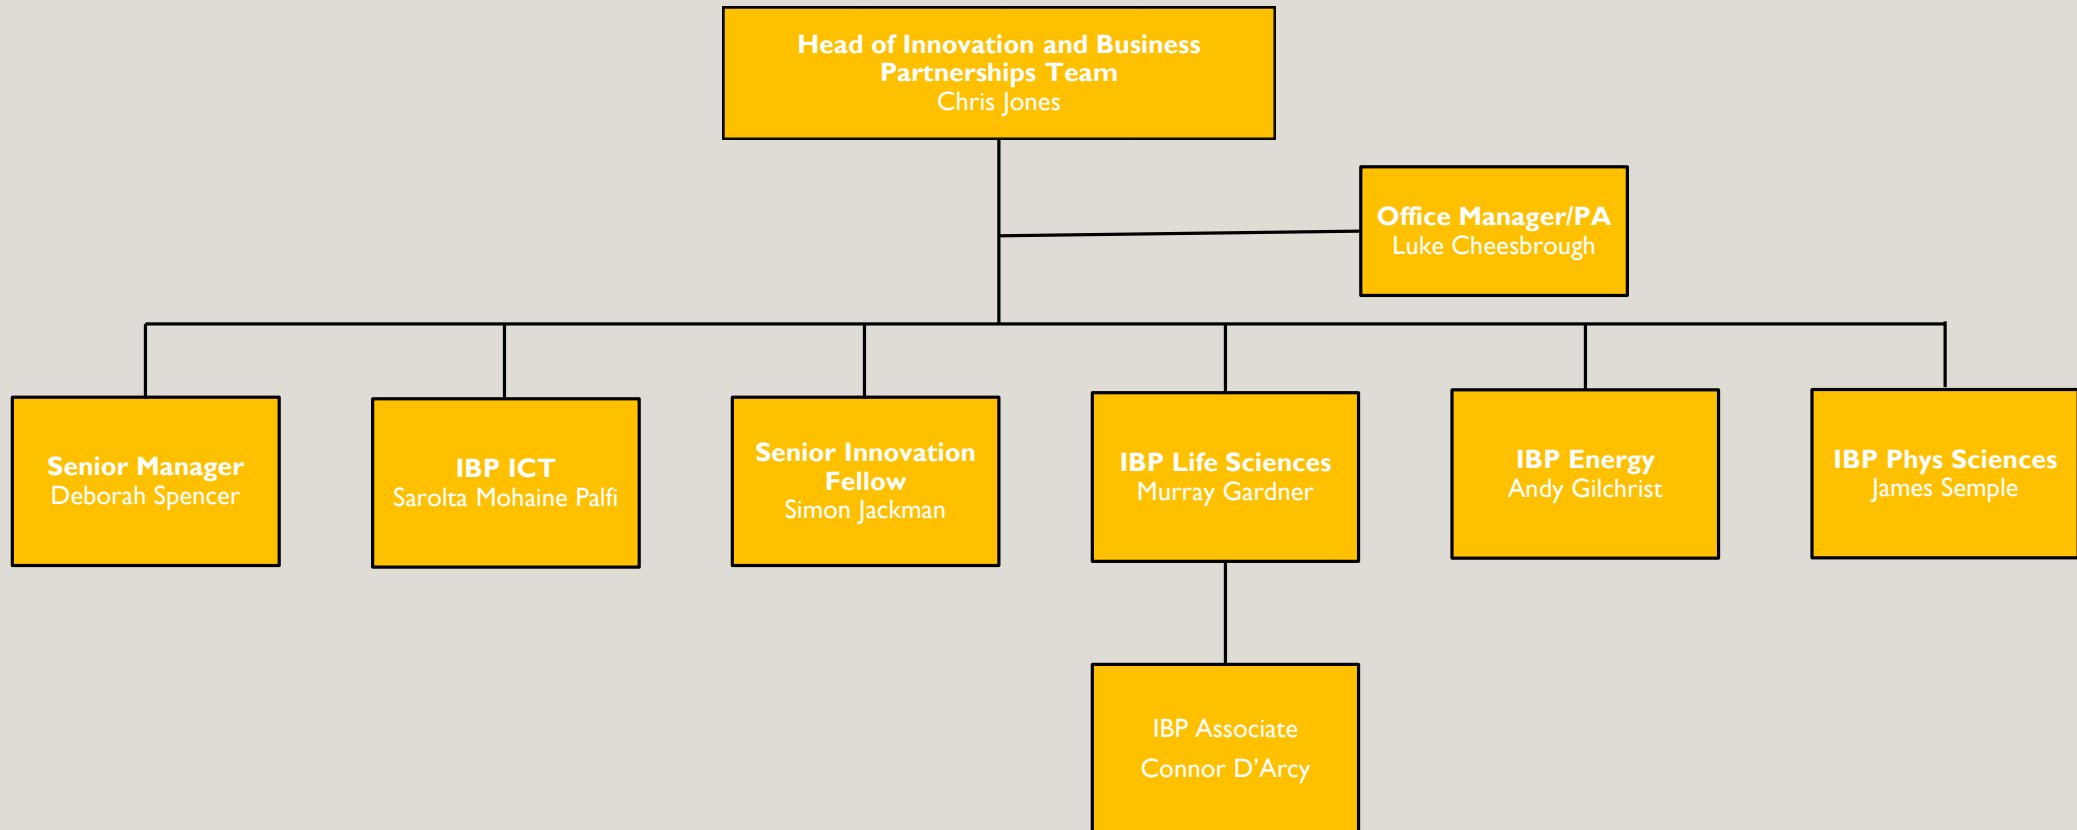 Head of Innovation and Business
Partnerships Team
Chris Jones
Office Manager/PA
Luke Cheesbrough
Senior Manager
Deborah Spencer
IBP ICT
Sarolta Mohaine Palfi
Senior Innovation
Fellow
Simon Jackman
IBP Life Sciences
Murray Gardner
IBP Energy
Andy Gilchrist
IBP Phys Sciences
James Semple
IBP Associate
Connor D’Arcy